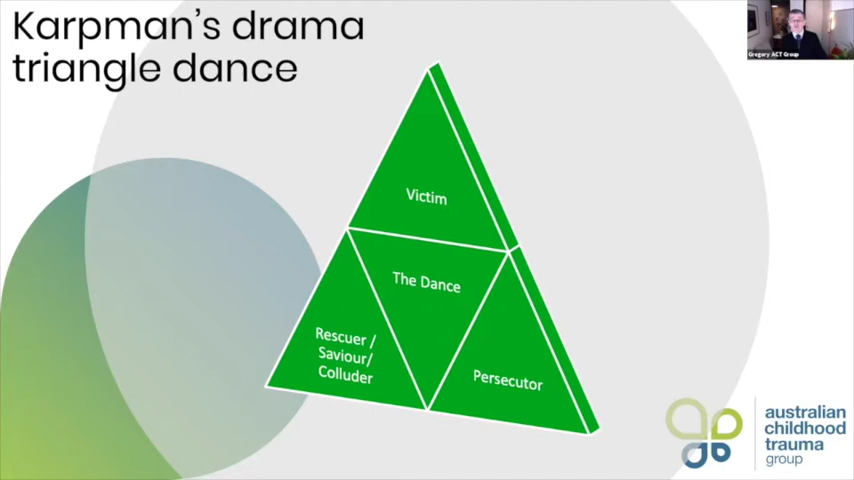 Karpman's drama
triangle dance
Gregory ACT Group
Victim
The Dance
Rescuer /
Saviour/
Colluder
Persecutor
australian
childhood
trauma
group